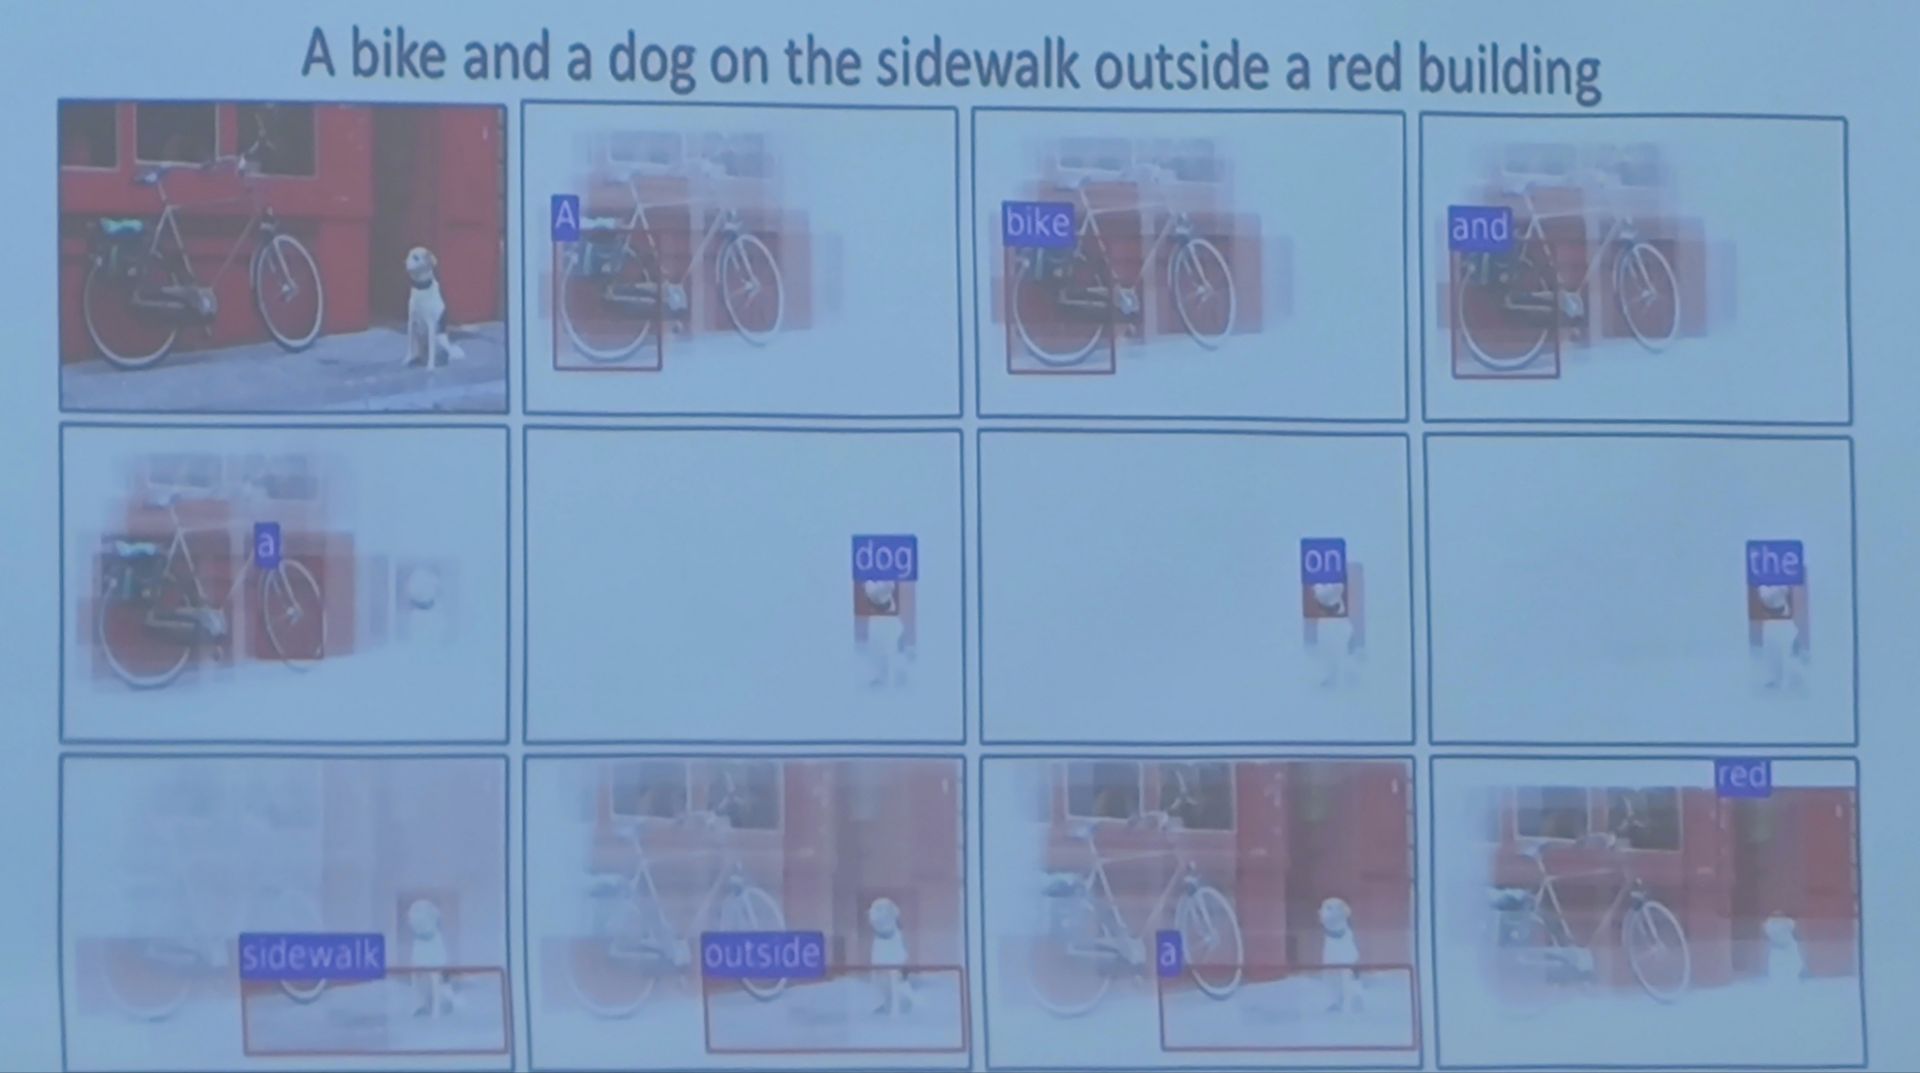 A bike and a dog on the sidewalk outside a red building
A
bike
and
a
dog
on
the
sidewalk
outside
a
red